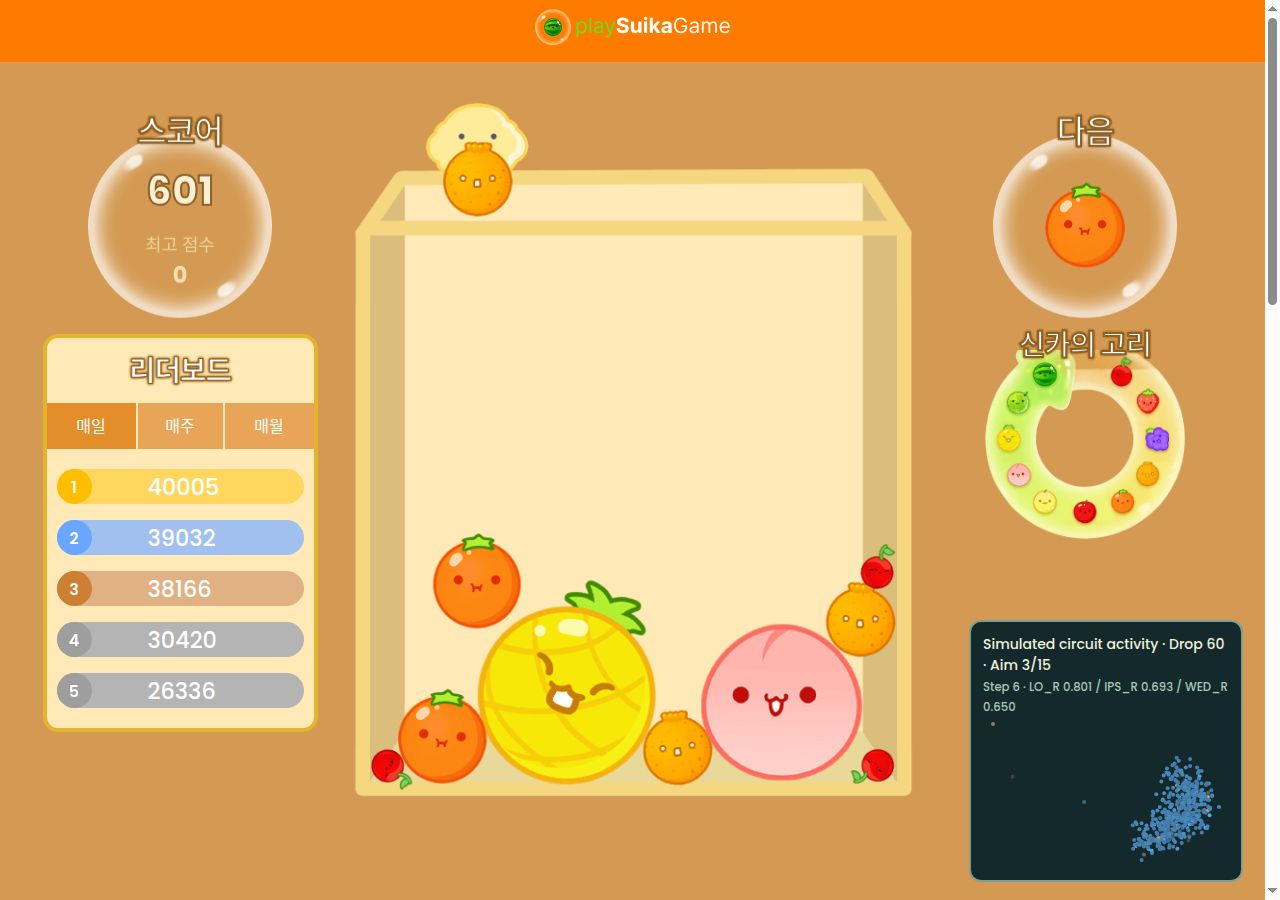 playSuikaGame
스코어
601
최고 점수
0
다음
신캬의 고리
리더보드
매일 매주 매월
1 40005
2 39032
3 38166
4 30420
5 26336
Simulated circuit activity · Drop 60
· Aim 3/15
Step 6 · LO_R 0.801 / IPS_R 0.693 / WED_R
0.650